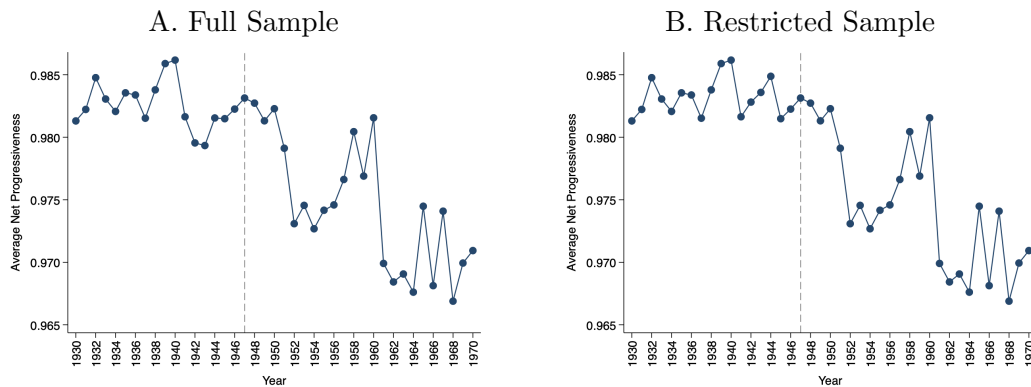 A. Full Sample
B. Restricted Sample
Average Net Progressiveness
0.985
0.980
0.975
0.970
0.965
1930 1932 1934 1936 1938 1940 1942 1944 1946 1948 1950 1952 1954 1956 1958 1960 1962 1964 1966 1968 1970
Year
Average Net Progressiveness
0.985
0.980
0.975
0.970
0.965
1930 1932 1934 1936 1938 1940 1942 1944 1946 1948 1950 1952 1954 1956 1958 1960 1962 1964 1966 1968 1970
Year